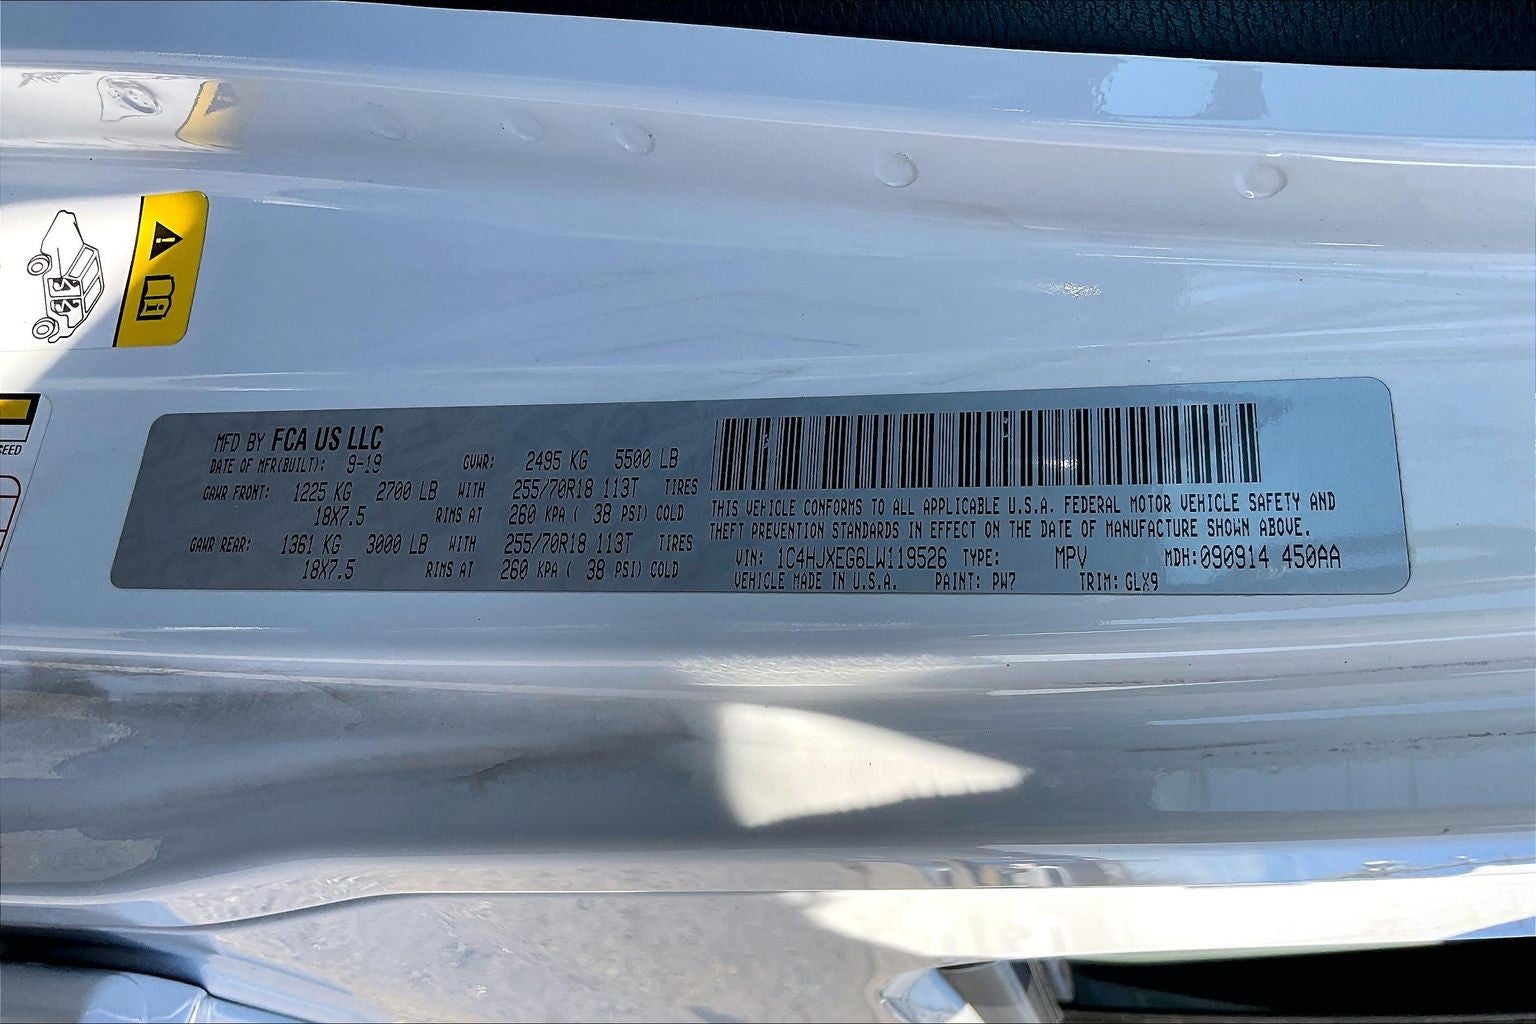 MFD BY FCA US LLC
DATE OF MFR(BUILT): 9-19 GVWR: 2495 KG 5500 LB
GAWR FRONT: 1225 KG 2700 LB WITH 255/70R18 113T TIRES
18X7.5 RIMS AT 260 KPA ( 38 PSI) COLD
GAWR REAR: 1361 KG 3000 LB WITH 255/70R18 113T TIRES
18X7.5 RIMS AT 260 KPA ( 38 PSI) COLD
THIS VEHICLE CONFORMS TO ALL APPLICABLE U.S.A. FEDERAL MOTOR VEHICLE SAFETY AND
THEFT PREVENTION STANDARDS IN EFFECT ON THE DATE OF MANUFACTURE SHOWN ABOVE.
VIN: 1C4HJXEG6LW119526 TYPE: MPV MDH:090914 450AA
VEHICLE MADE IN U.S.A. PAINT: PW7 TRIM: GLX9